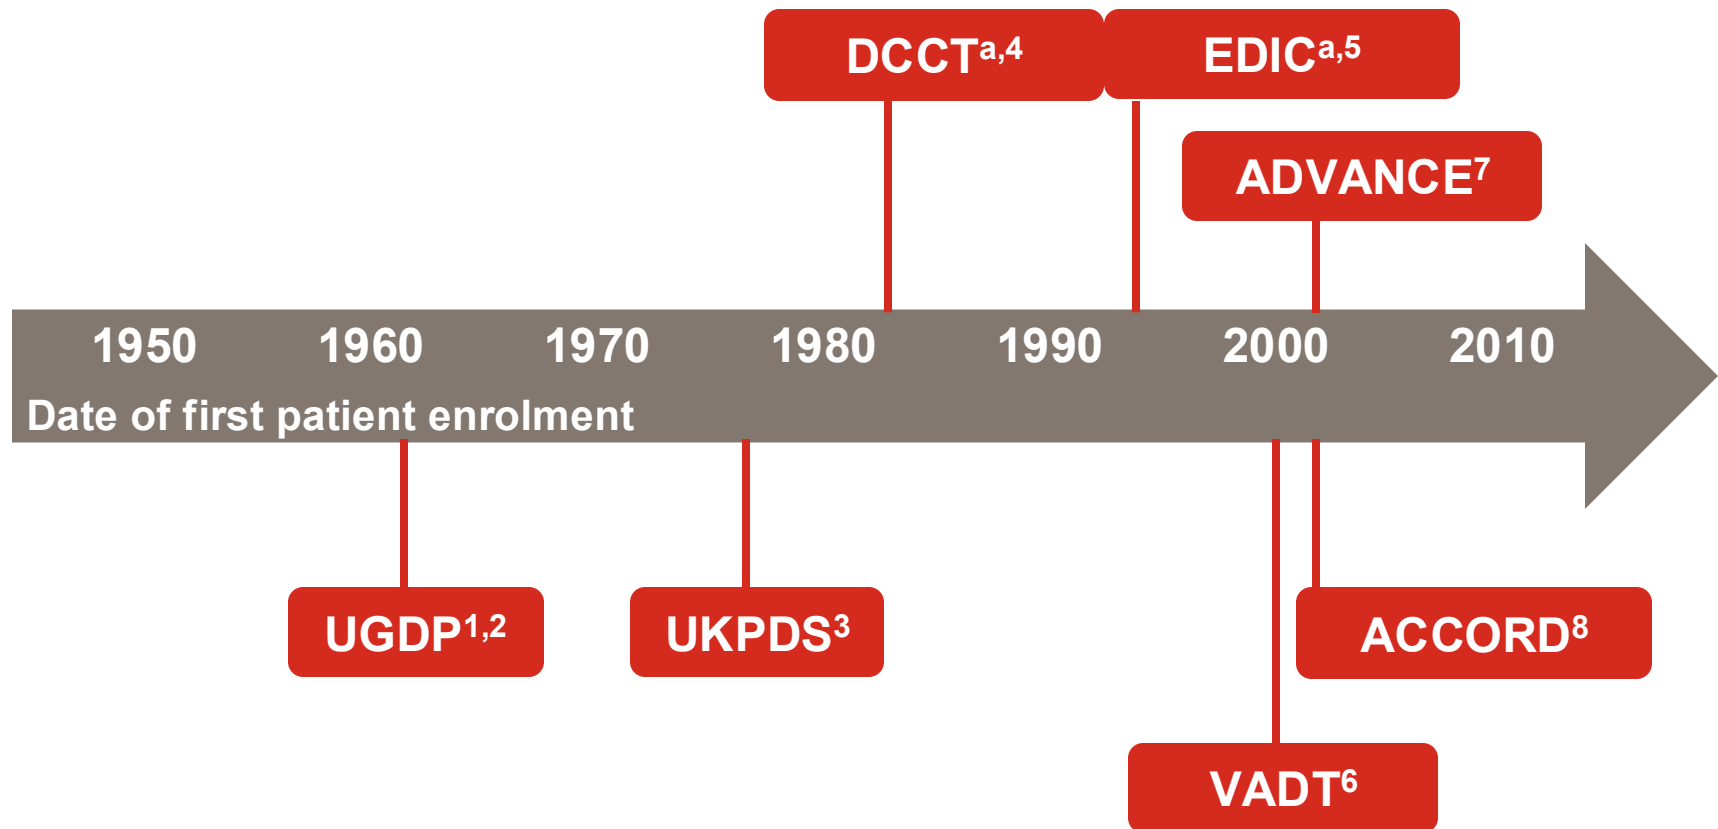 DCCTa,4
EDICa,5
ADVANCE7
1950 1960 1970 1980 1990 2000 2010
Date of first patient enrolment
UGDP1,2
UKPDS3
ACCORD8
VADT6